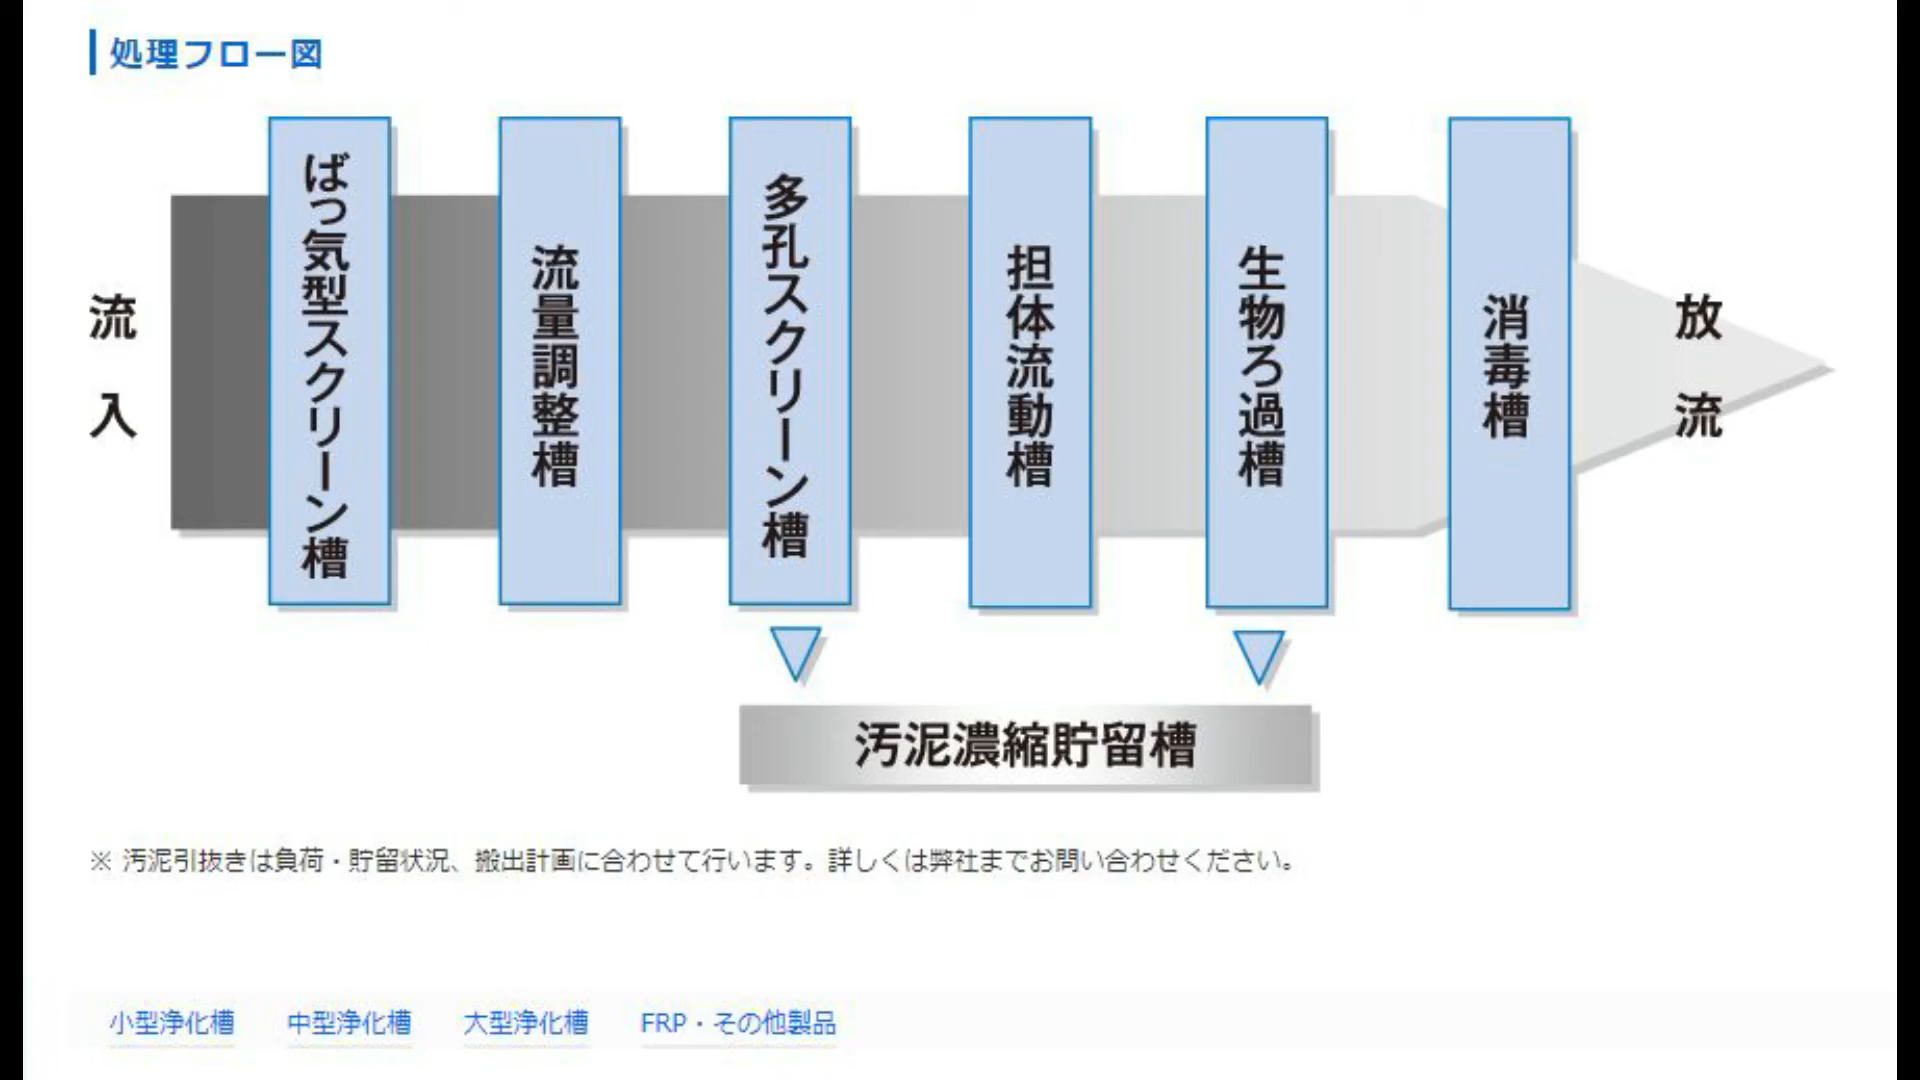 処理フロー図
流入
ばっ気型スクリーン槽
流量調整槽
多孔スクリーン槽
担体流動槽
生物ろ過槽
消毒槽
放流
汚泥濃縮貯留槽
※ 汚泥引抜きは負荷・貯留状況、搬出計画に合わせて行います。詳しくは弊社までお問い合わせください。
小型浄化槽
中型浄化槽
大型浄化槽
FRP・その他製品